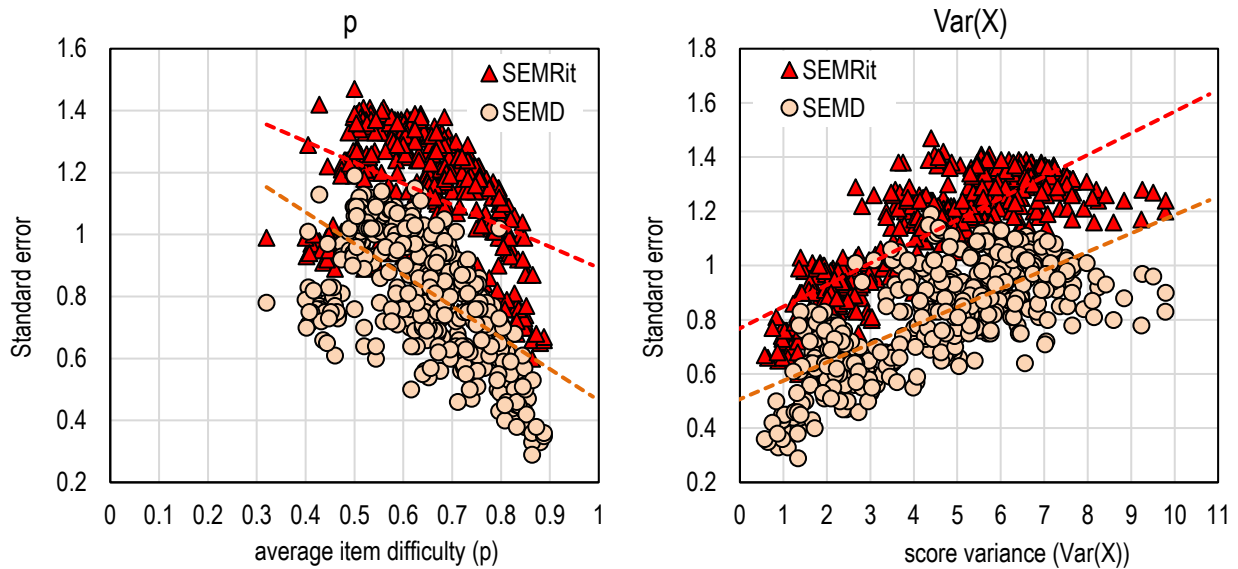 p
1.6
1.4
1.2
1
0.8
0.6
0.4
0.2
Standard error
SEMRit
SEMD
0 0.1 0.2 0.3 0.4 0.5 0.6 0.7 0.8 0.9 1
average item difficulty (p)
Var(X)
1.8
1.6
1.4
1.2
1
0.8
0.6
0.4
0.2
Standard error
SEMRit
SEMD
0 1 2 3 4 5 6 7 8 9 10 11
score variance (Var(X))